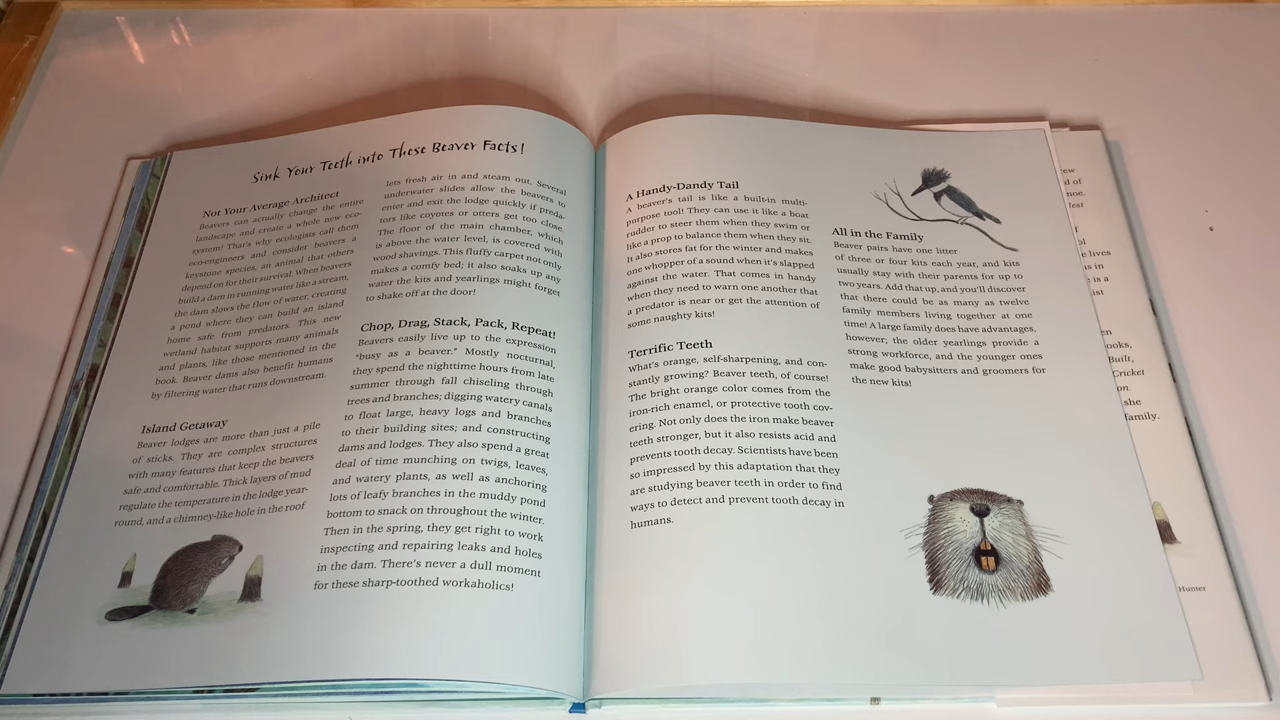 Sink Your Teeth into These Beaver Facts!
Not Your Average Architect
Beavers can actually change the entire
landscape and create a whole new eco-
system! That's why ecologists call them
eco-engineers and consider beavers a
keystone species, an animal that others
depend on for their survival. When beavers
build a dam in running water like a stream,
the dam slows the flow of water, creating
a pond where they can build an island
home safe from predators. This new
wetland habitat supports many animals
and plants, like those mentioned in the
book. Beaver dams also benefit humans
by filtering water that runs downstream.
Island Getaway
Beaver lodges are more than just a pile
of sticks. They are complex structures
with many features that keep the beavers
safe and comfortable. Thick layers of mud
regulate the temperature in the lodge year-
round, and a chimney-like hole in the roof
lets fresh air in and steam out. Several
underwater slides allow the beavers to
enter and exit the lodge quickly if preda-
tors like coyotes or otters get too close.
The floor of the main chamber, which
is above the water level, is covered with
wood shavings. This fluffy carpet not only
makes a comfy bed; it also soaks up any
water the kits and yearlings might forget
to shake off at the door!
Chop, Drag, Stack, Pack, Repeat!
Beavers easily live up to the expression
"busy as a beaver." Mostly nocturnal,
they spend the nighttime hours from late
summer through fall chiseling through
trees and branches; digging watery canals
to float large, heavy logs and branches
to their building sites; and constructing
dams and lodges. They also spend a great
deal of time munching on twigs, leaves,
and watery plants, as well as anchoring
lots of leafy branches in the muddy pond
bottom to snack on throughout the winter.
Then in the spring, they get right to work
inspecting and repairing leaks and holes
in the dam. There's never a dull moment
for these sharp-toothed workaholics!
A Handy-Dandy Tail
A beaver's tail is like a built-in multi-
purpose tool! They can use it like a boat
rudder to steer them when they swim or
like a prop to balance them when they sit.
It also stores fat for the winter and makes
one whopper of a sound when it's slapped
against the water. That comes in handy
when they need to warn one another that
a predator is near or get the attention of
some naughty kits!
Terrific Teeth
What's orange, self-sharpening, and con-
stantly growing? Beaver teeth, of course!
The bright orange color comes from the
iron-rich enamel, or protective tooth cov-
ering. Not only does the iron make beaver
teeth stronger, but it also resists acid and
prevents tooth decay. Scientists have been
so impressed by this adaptation that they
are studying beaver teeth in order to find
ways to detect and prevent tooth decay in
humans.
All in the Family
Beaver pairs have one litter
of three or four kits each year, and kits
usually stay with their parents for up to
two years. Add that up, and you'll discover
that there could be as many as twelve
family members living together at one
time! A large family does have advantages,
however; the older yearlings provide a
strong workforce, and the younger ones
make good babysitters and groomers for
the new kits!
lives
is in
is a
Built,
Cricket
she
family.
Hunter